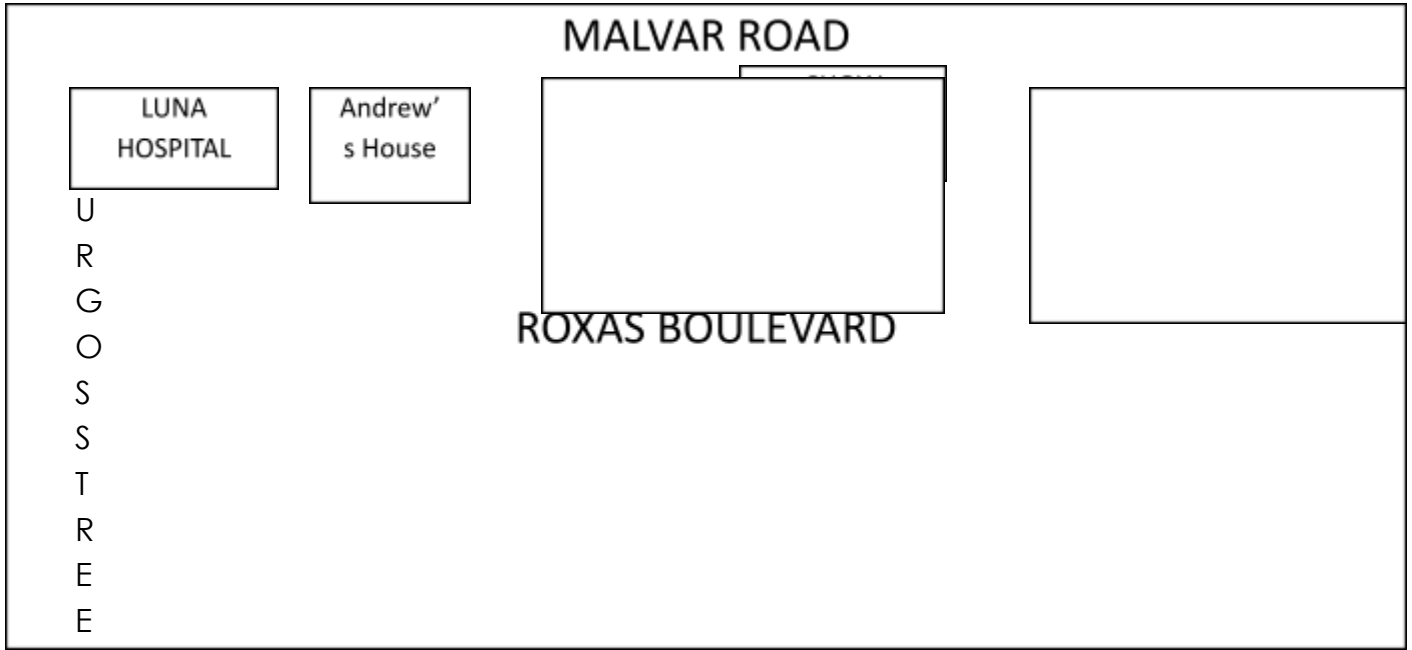 MALVAR ROAD
LUNA
HOSPITAL
Andrew’
s House
ROXAS BOULEVARD
U
R
G
O
S
S
T
R
E
E